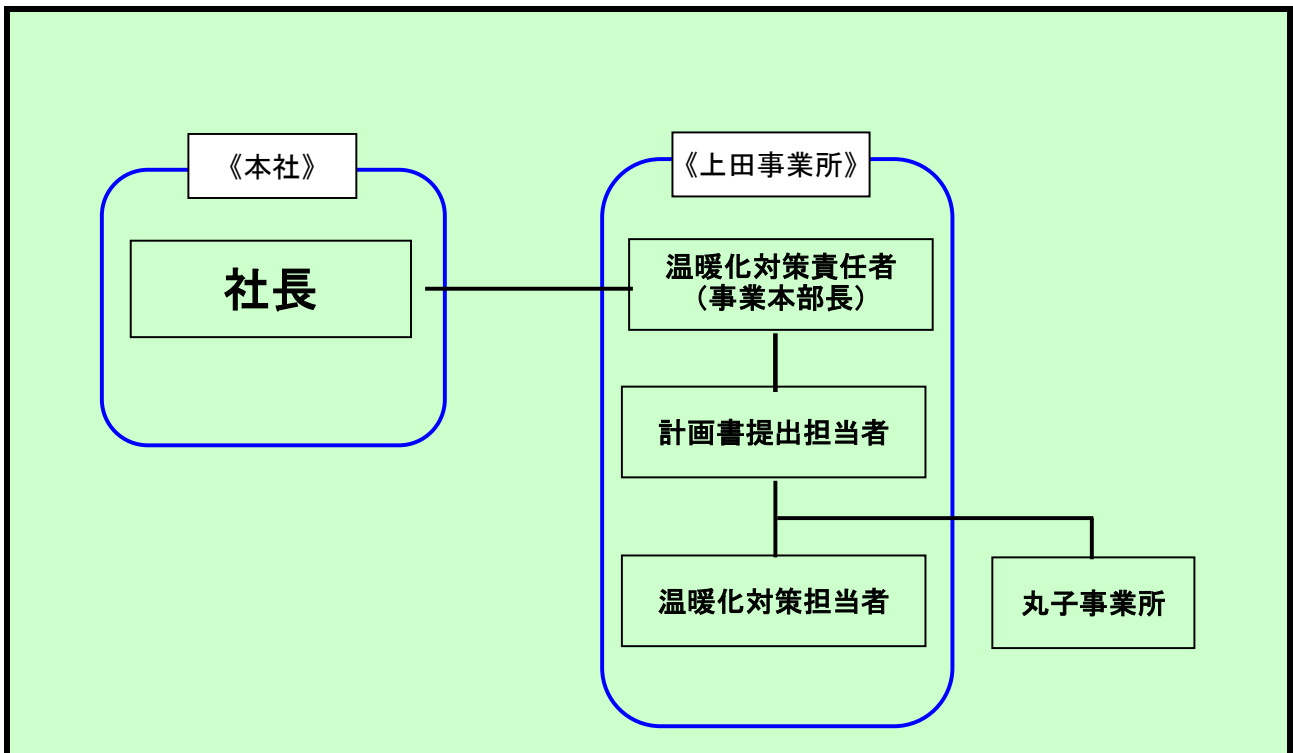 《本社》
社長
《上田事業所》
温暖化対策責任者
（事業本部長）
計画書提出担当者
温暖化対策担当者
丸子事業所